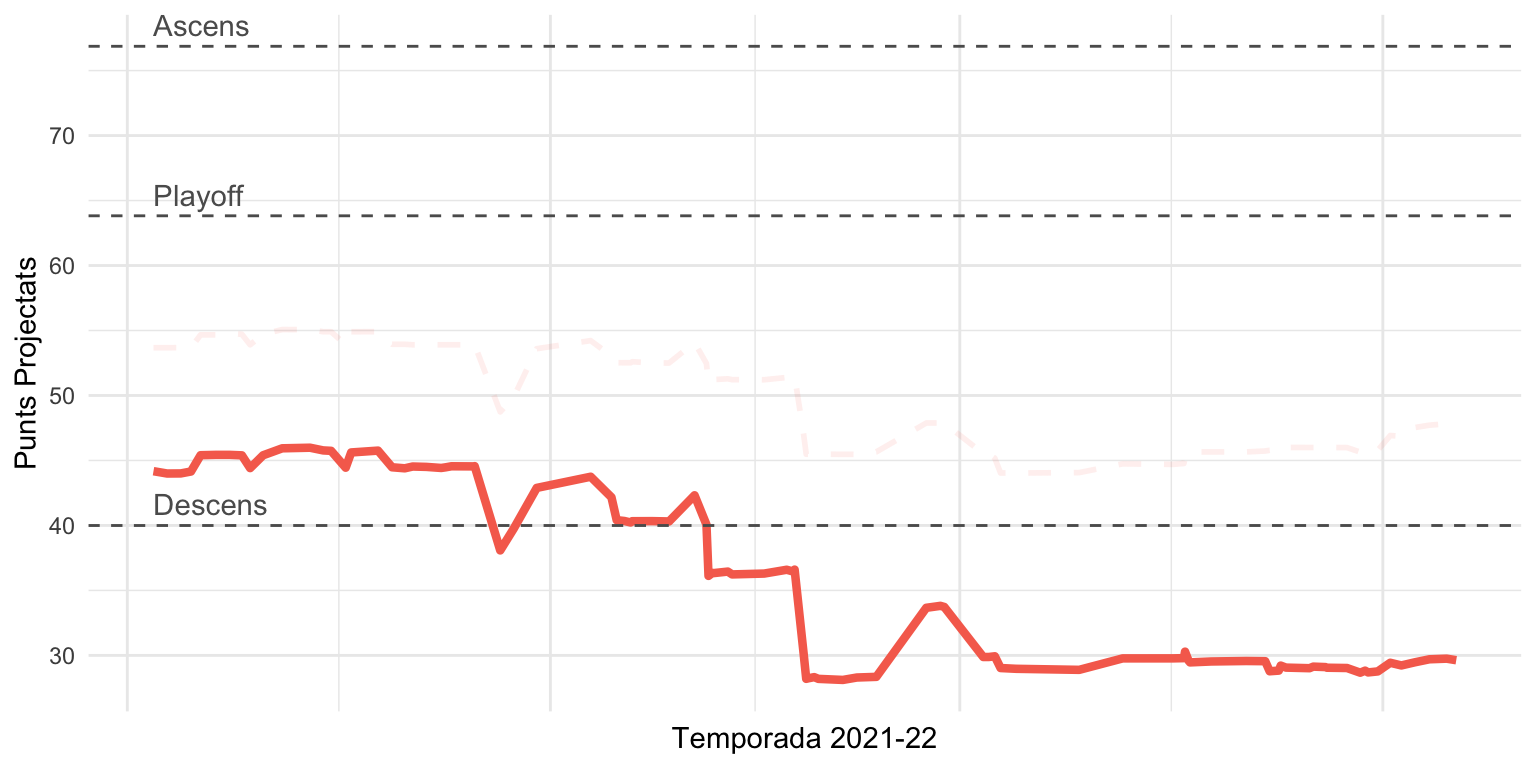 Ascens
70
Playoff
60
50
Descens
40
30
Punts Projectats
Temporada 2021-22